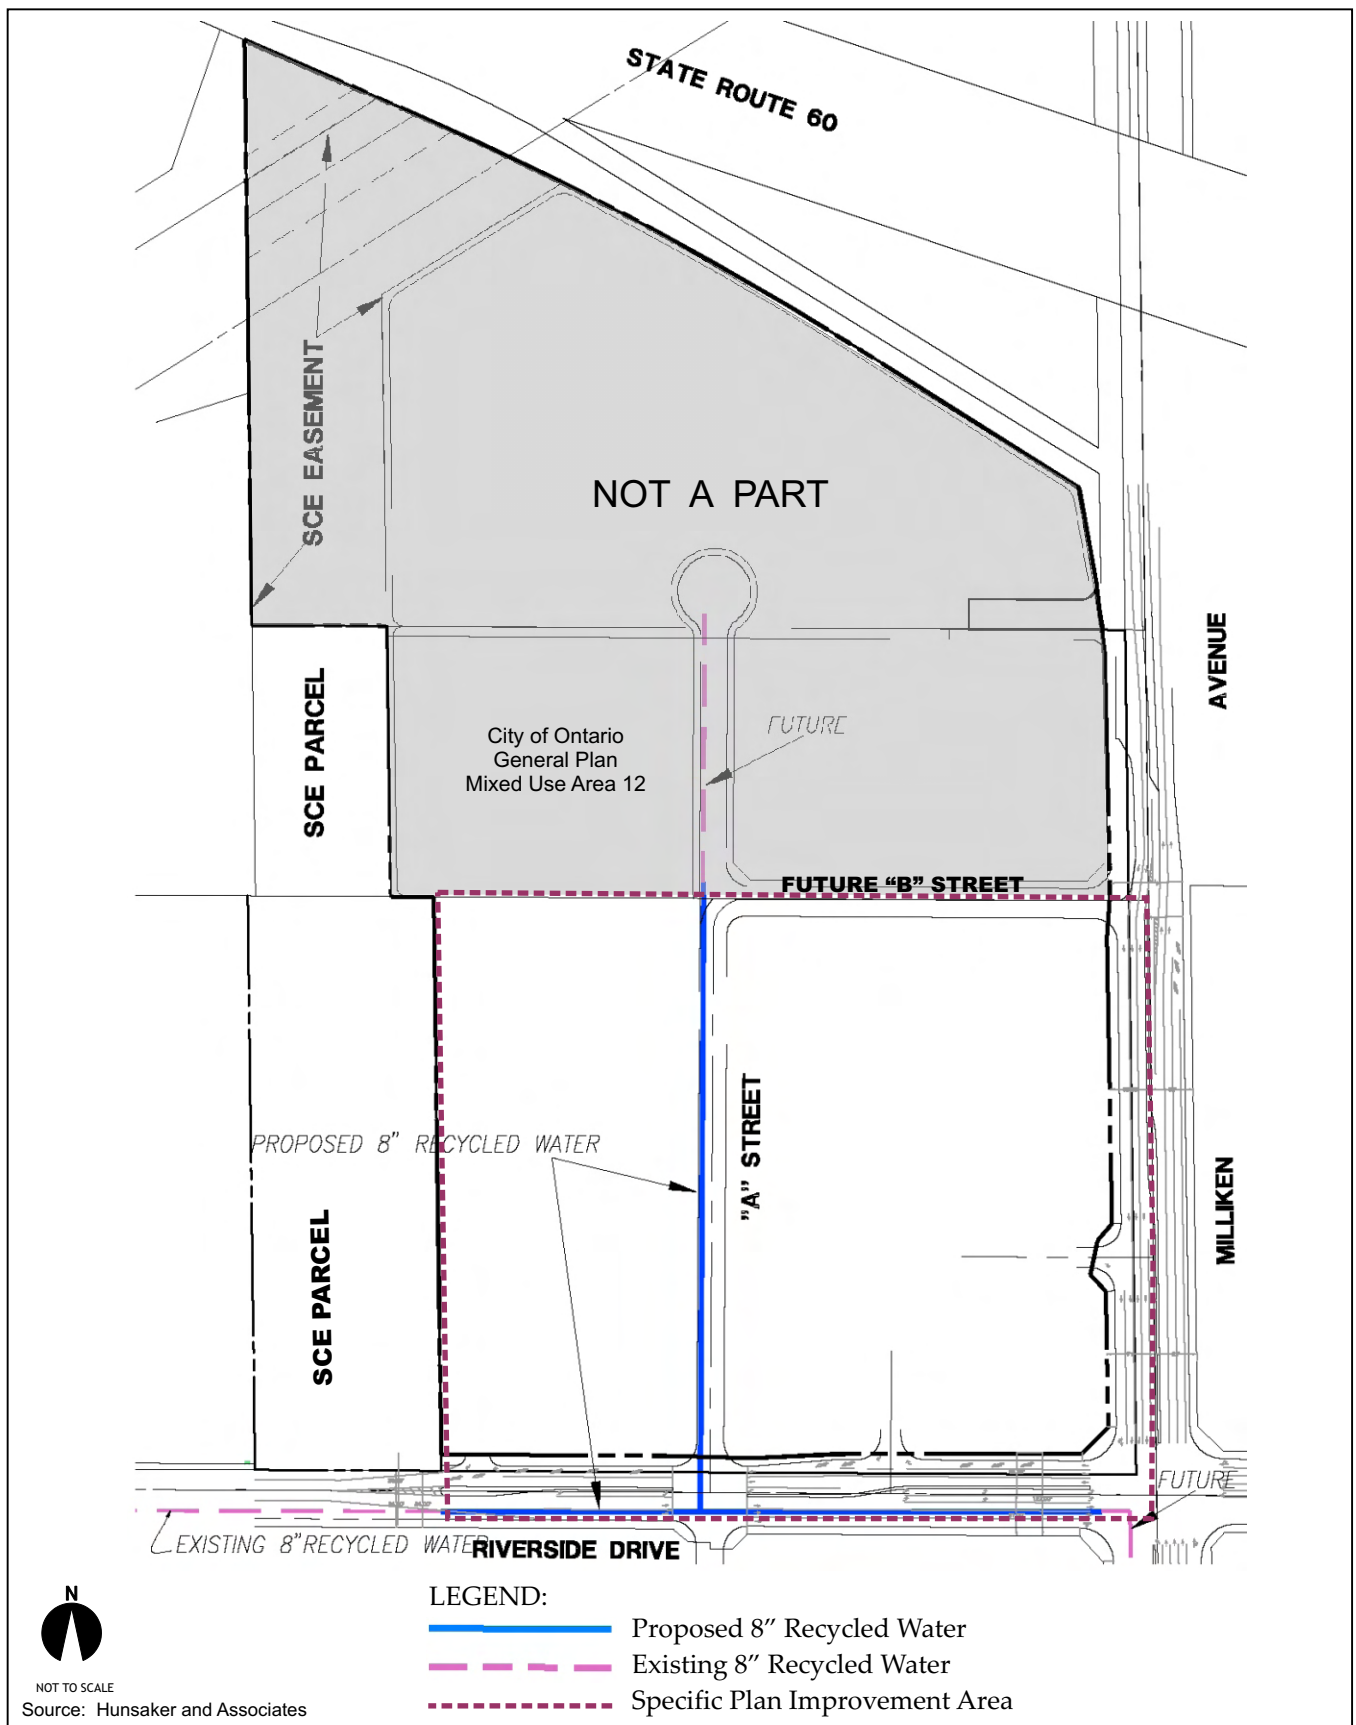 STATE ROUTE 60
SCE EASEMENT
NOT A PART
AVENUE
SCE PARCEL
FUTURE
City of Ontario
General Plan
Mixed Use Area 12
FUTURE “B” STREET
"A" STREET
PROPOSED 8" RECYCLED WATER
MILLIKEN
SCE PARCEL
FUTURE
EXISTING 8" RECYCLED WATER
RIVERSIDE DRIVE
N
NOT TO SCALE
Source: Hunsaker and Associates
LEGEND:
Proposed 8” Recycled Water
Existing 8” Recycled Water
Specific Plan Improvement Area